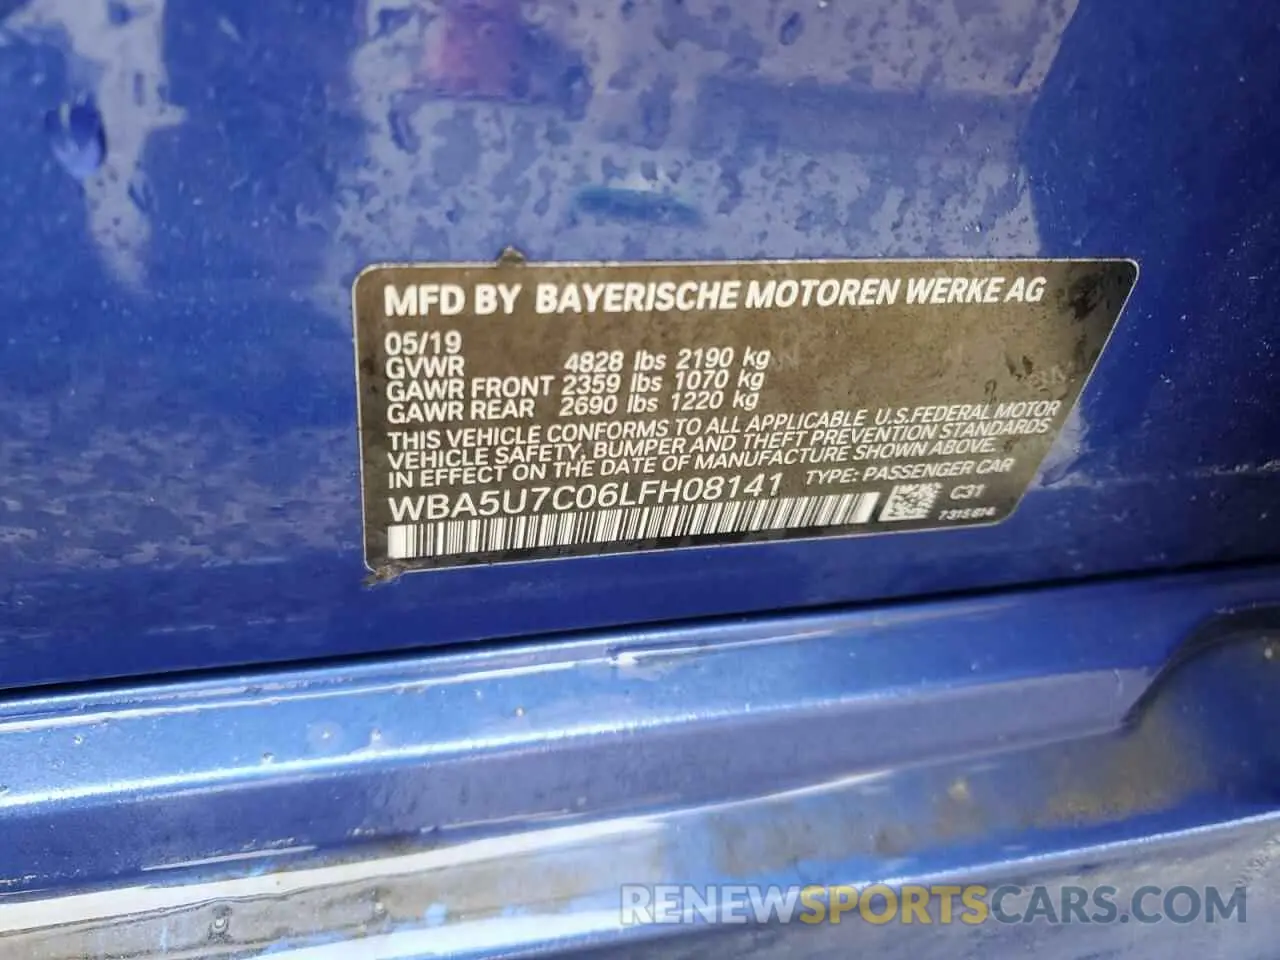 MFD BY BAYERISCHE MOTOREN WERKE AG
05/19
GVWR 4828 lbs 2190 kg
GAWR FRONT 2359 lbs 1070 kg
GAWR REAR 2690 lbs 1220 kg
THIS VEHICLE CONFORMS TO ALL APPLICABLE U.S.FEDERAL MOTOR
VEHICLE SAFETY, BUMPER AND THEFT PREVENTION STANDARDS
IN EFFECT ON THE DATE OF MANUFACTURE SHOWN ABOVE.
WBA5U7C06LFH08141 TYPE: PASSENGER CAR
C31
RENEWSPORTSCARS.COM